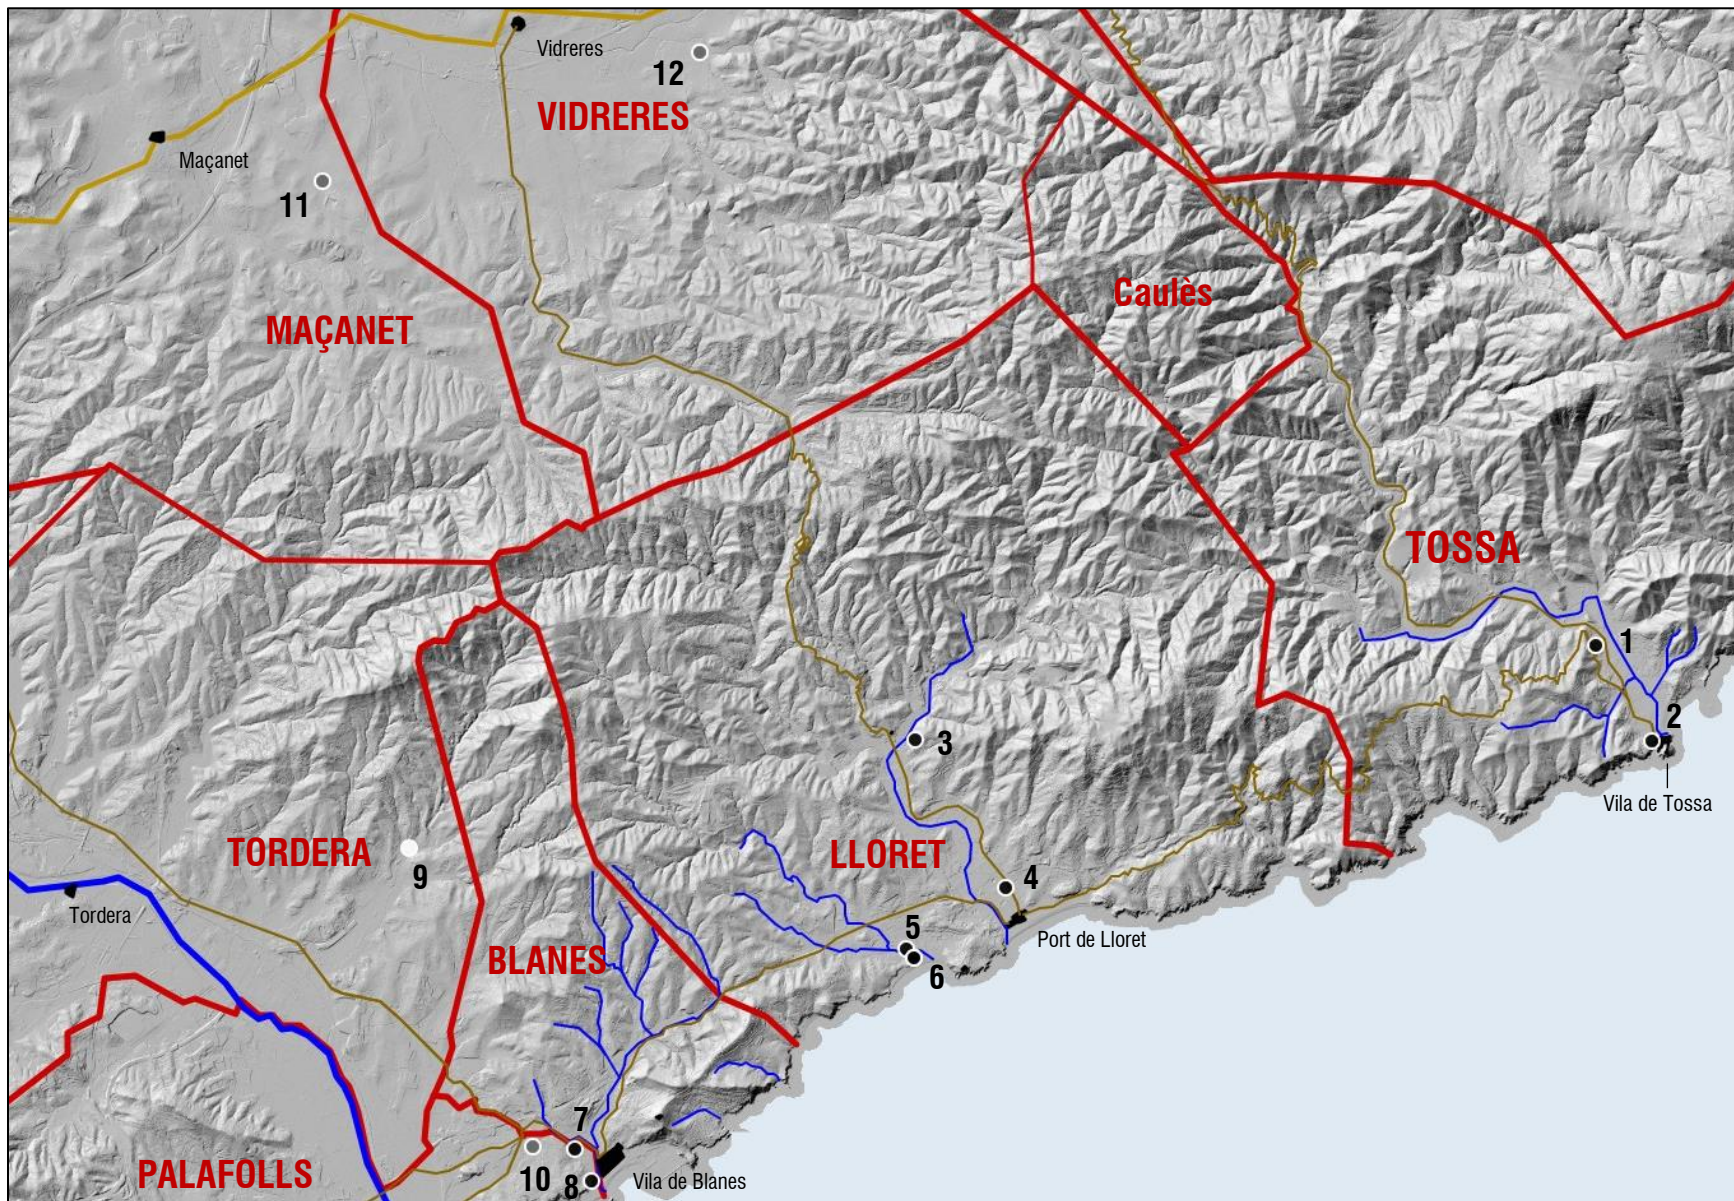 Vidreres
12
VIDRERES
Maçanet
11
Caulès
MAÇANET
TOSSA
1
2
3
Vila de Tossa
TORDERA
9
LLORET
4
Tordera
Port de Lloret
5
BLANES
6
7
10
8
Vila de Blanes
PALAFOLLS